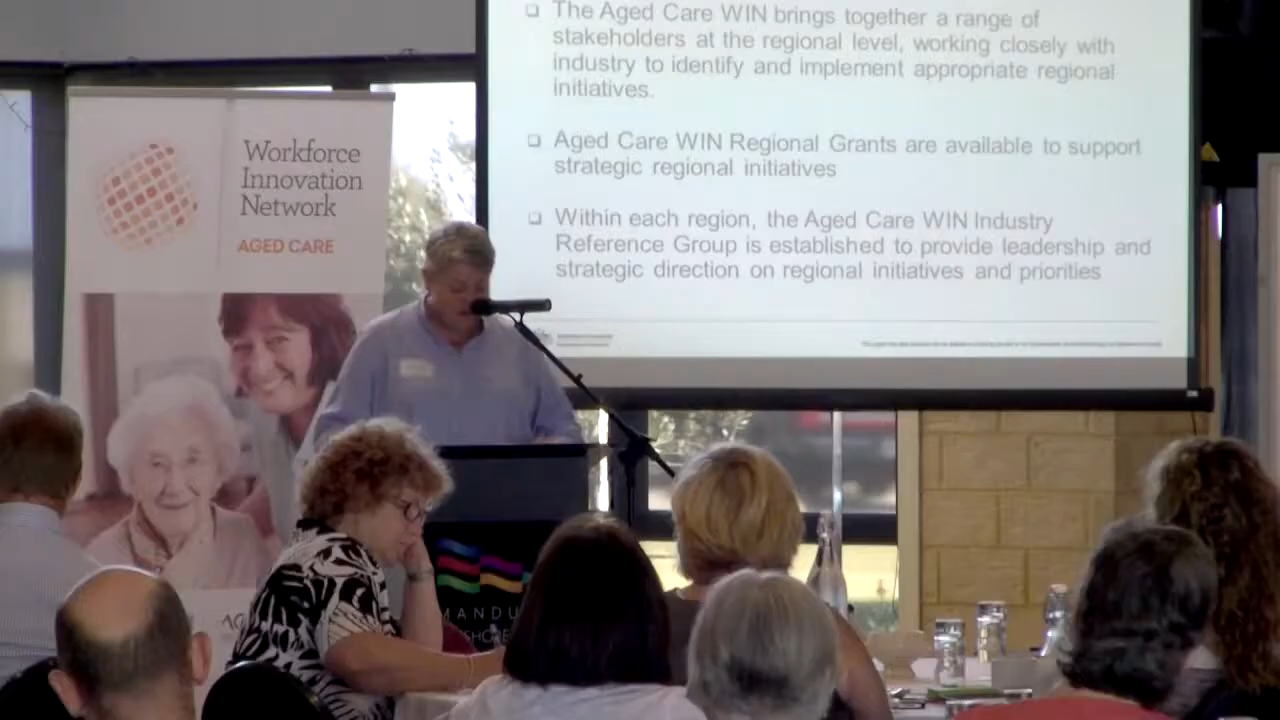 ❑ The Aged Care WIN brings together a range of
stakeholders at the regional level, working closely with
industry to identify and implement appropriate regional
initiatives.
❑ Aged Care WIN Regional Grants are available to support
strategic regional initiatives
❑ Within each region, the Aged Care WIN Industry
Reference Group is established to provide leadership and
strategic direction on regional initiatives and priorities
Workforce
Innovation
Network
AGED CARE
MANDU
SHORE